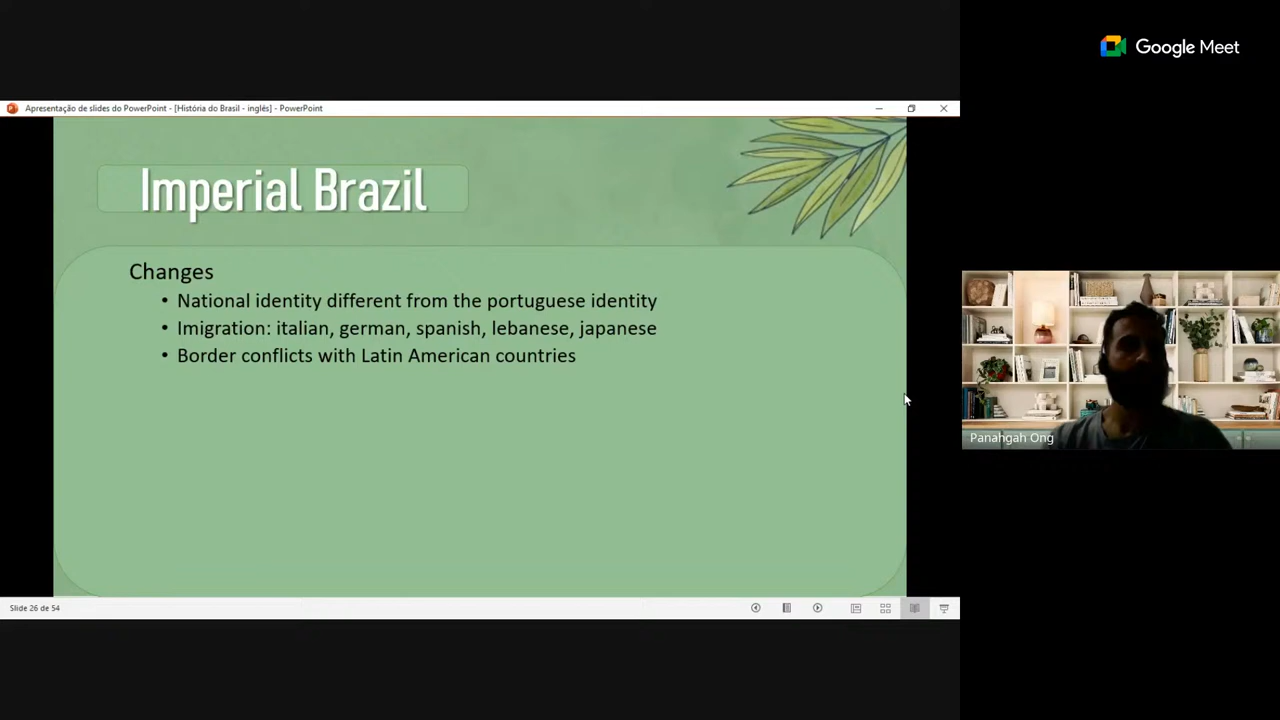 Google Meet
Apresentação de slides do PowerPoint - [História do Brasil - inglês] - PowerPoint
Imperial Brazil
Changes
• National identity different from the portuguese identity
• Imigration: italian, german, spanish, lebanese, japanese
• Border conflicts with Latin American countries
Panahgah Ong
Slide 26 de 54